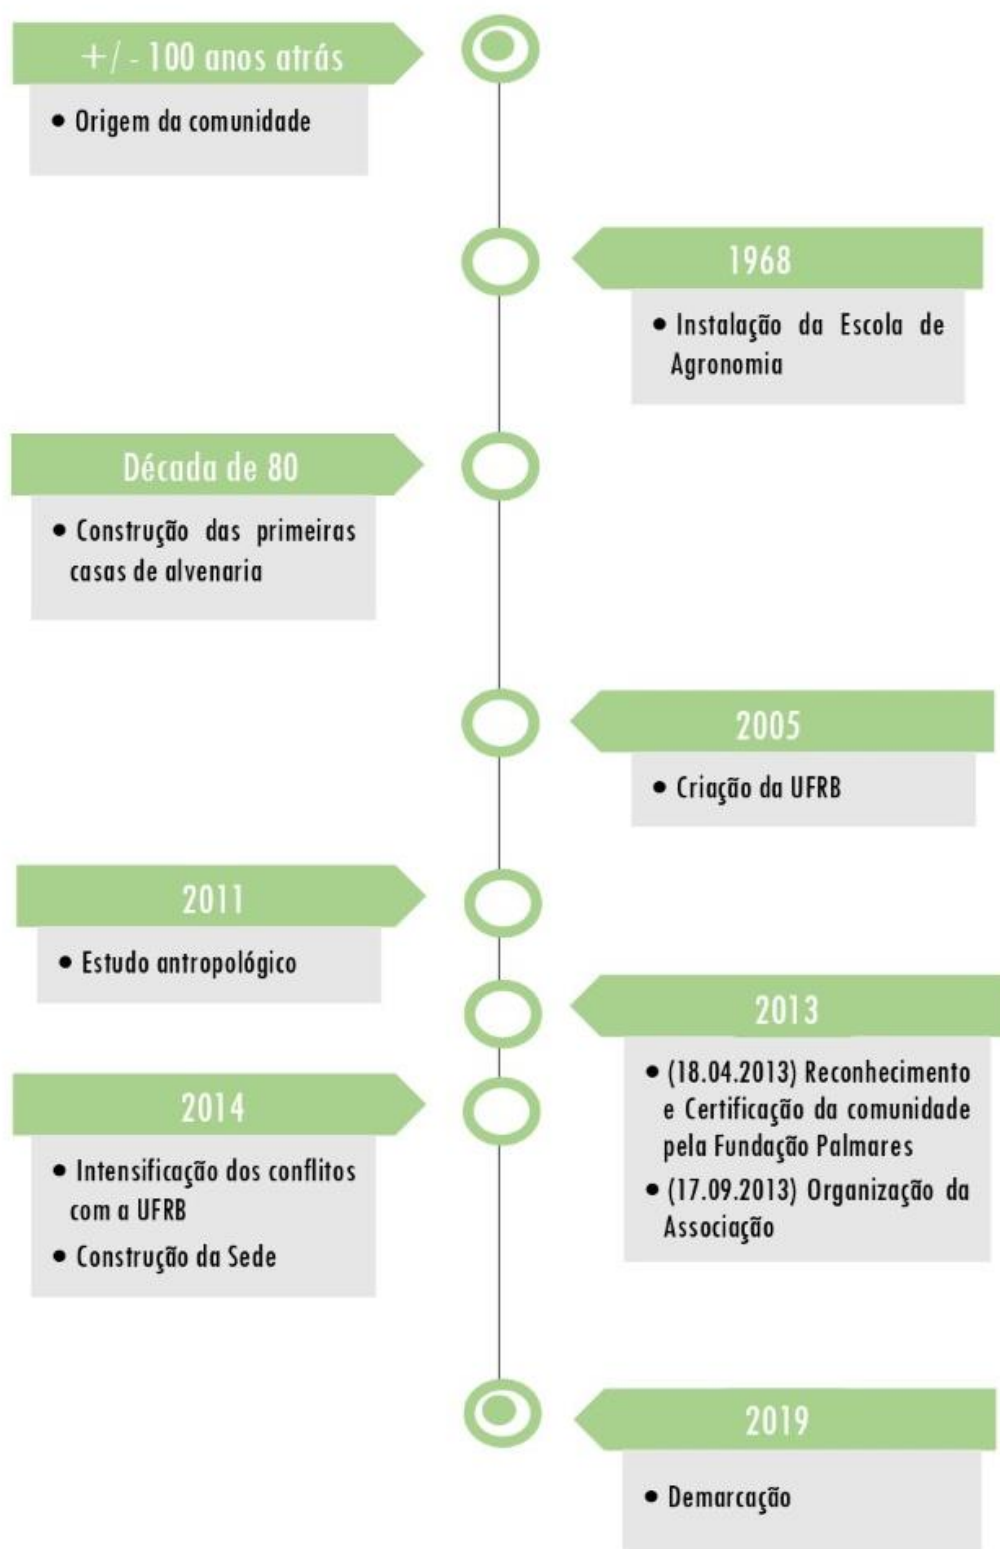 +/- 100 anos atrás
• Origem da comunidade
1968
• Instalação da Escola de
Agronomia
Década de 80
• Construção das primeiras
casas de alvenaria
2005
• Criação da UFRB
2011
• Estudo antropológico
2013
• (18.04.2013) Reconhecimento
e Certificação da comunidade
pela Fundação Palmares
• (17.09.2013) Organização da
Associação
2014
• Intensificação dos conflitos
com a UFRB
• Construção da Sede
2019
• Demarcação